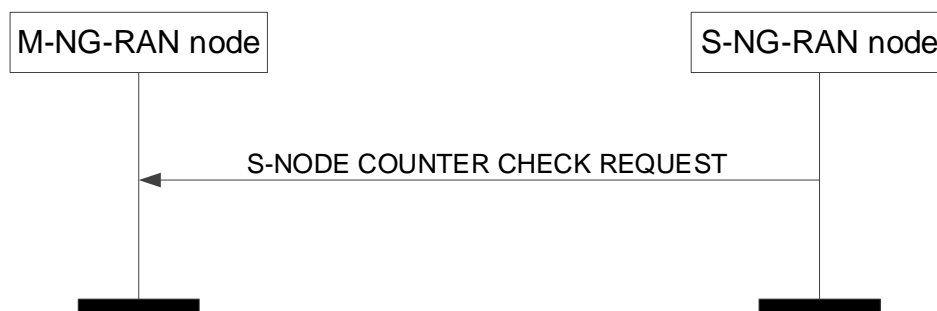 M-NG-RAN node
S-NG-RAN node
S-NODE COUNTER CHECK REQUEST